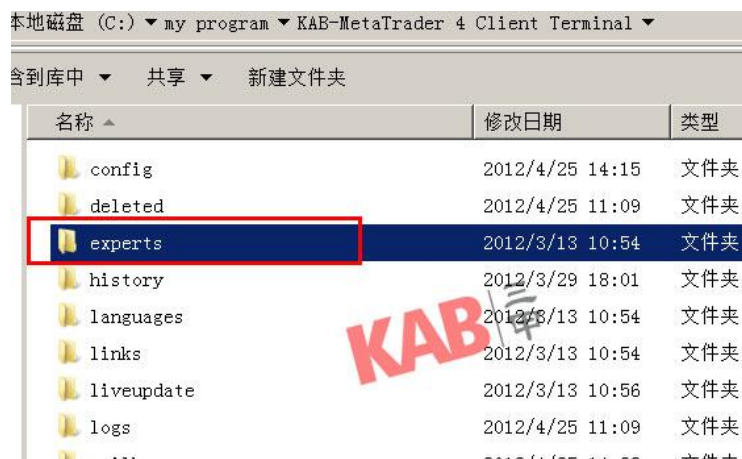 本地磁盘 (C:) ▾ my program ▾ KAB-MetaTrader 4 Client Terminal ▾
含到库中 ▾ 共享 ▾ 新建文件夹
名称 修改日期 类型
config 2012/4/25 14:15 文件夹
deleted 2012/4/25 11:09 文件夹
experts 2012/3/13 10:54 文件夹
history 2012/3/29 18:01 文件夹
languages 2012/3/13 10:54 文件夹
links 2012/3/13 10:54 文件夹
liveupdate 2012/3/13 10:56 文件夹
logs 2012/4/25 11:09 文件夹
KAB